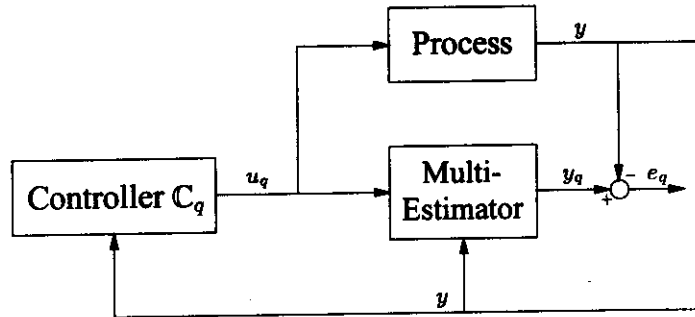 Process
y
Controller ℂ_q
u_q
Multi-
Estimator
y_q
−
+
e_q
y